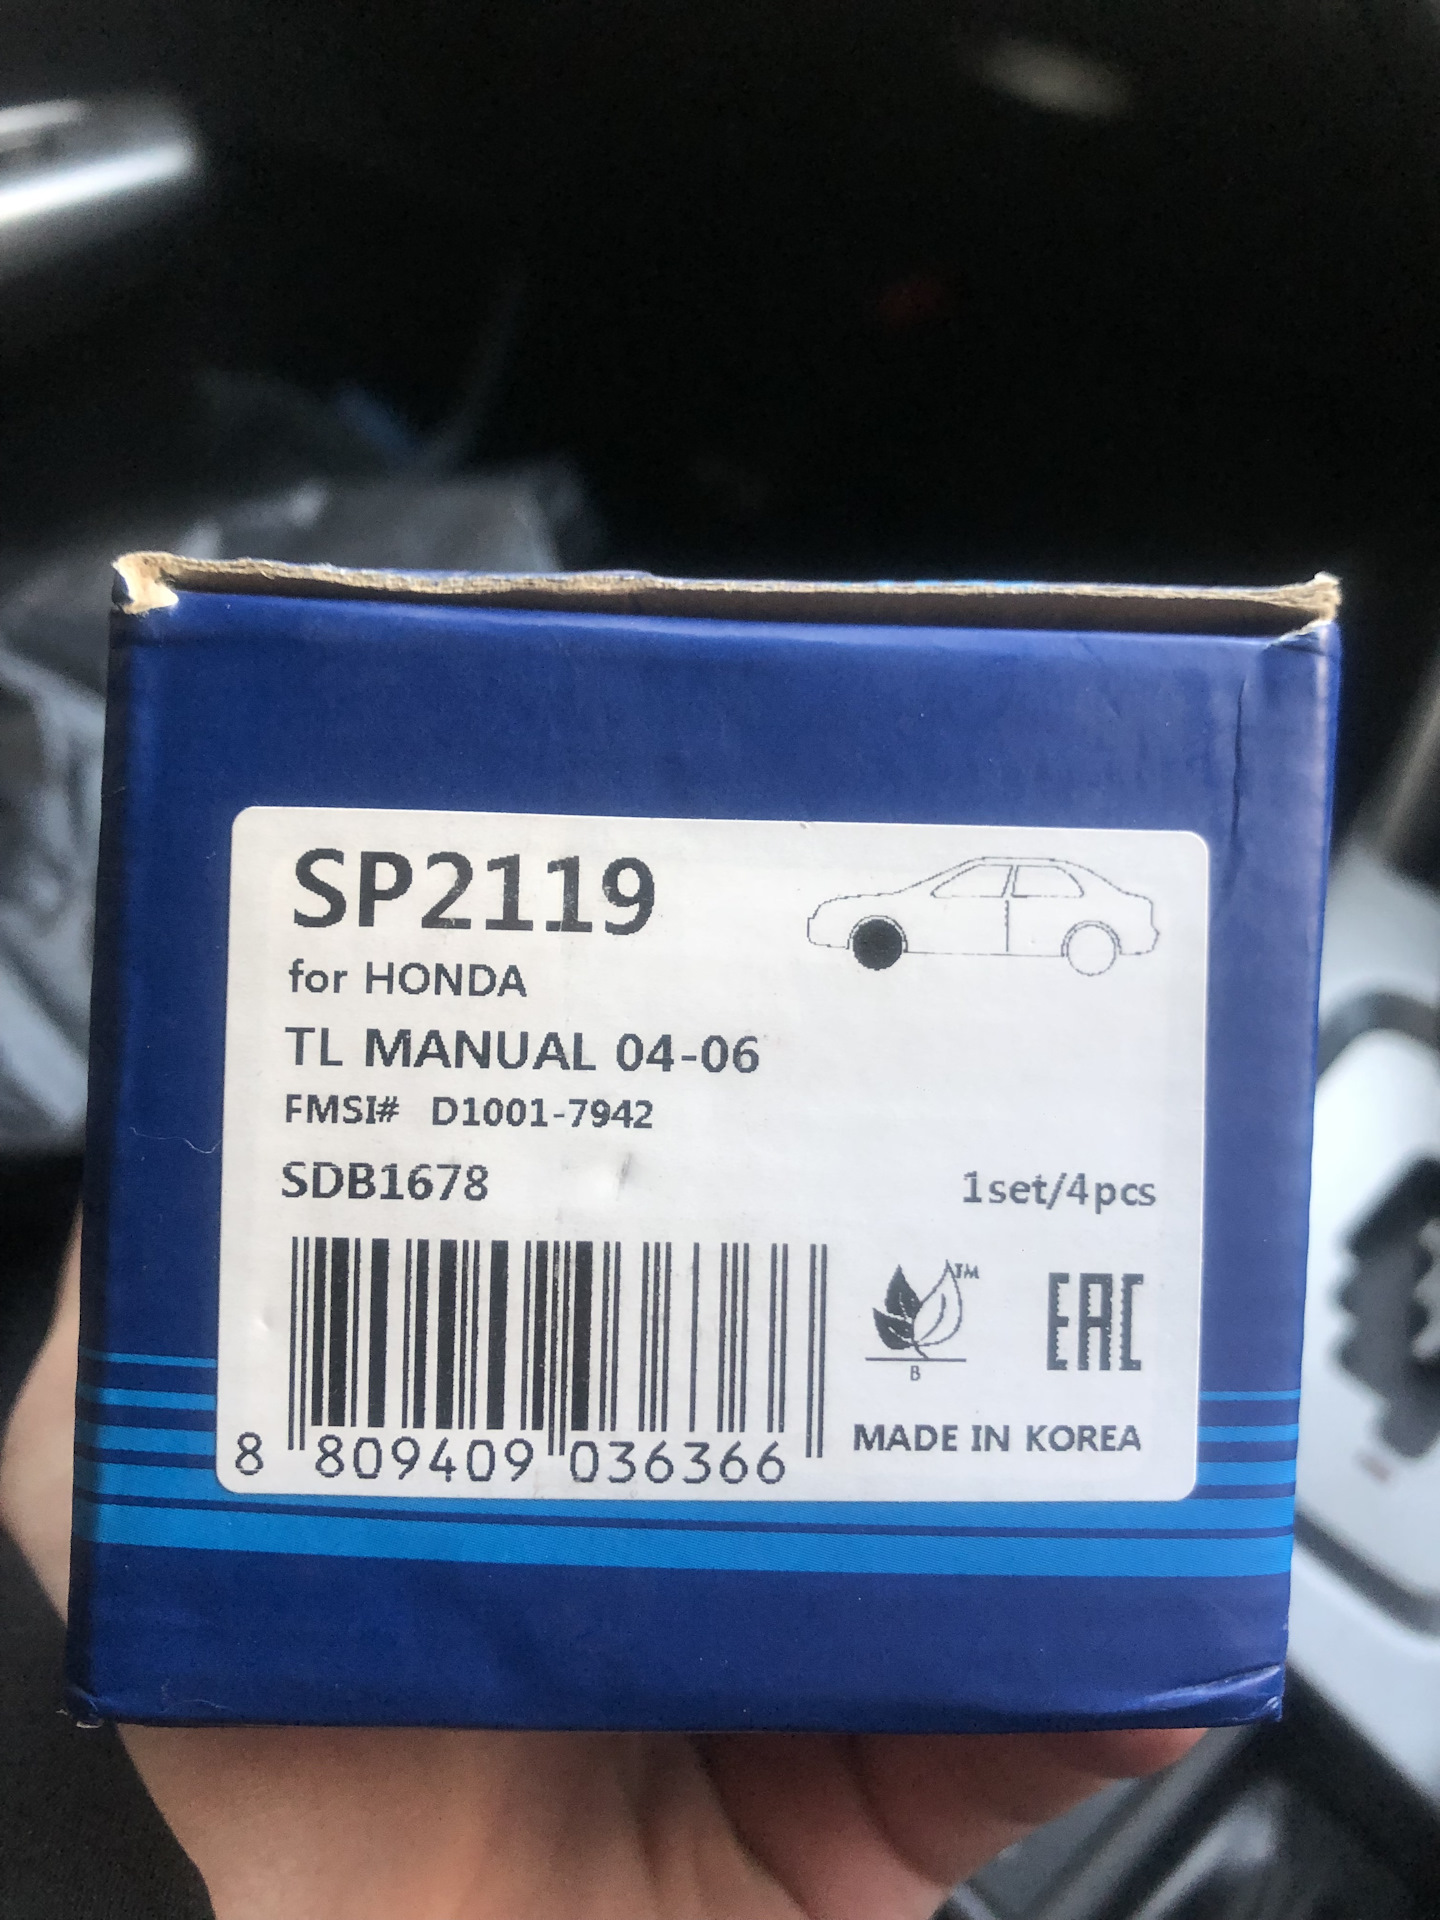 SP2119
for HONDA
TL MANUAL 04-06
FMSI# D1001-7942
SDB1678
1set/4pcs
TM
B
EAC
MADE IN KOREA
8 809409 036366